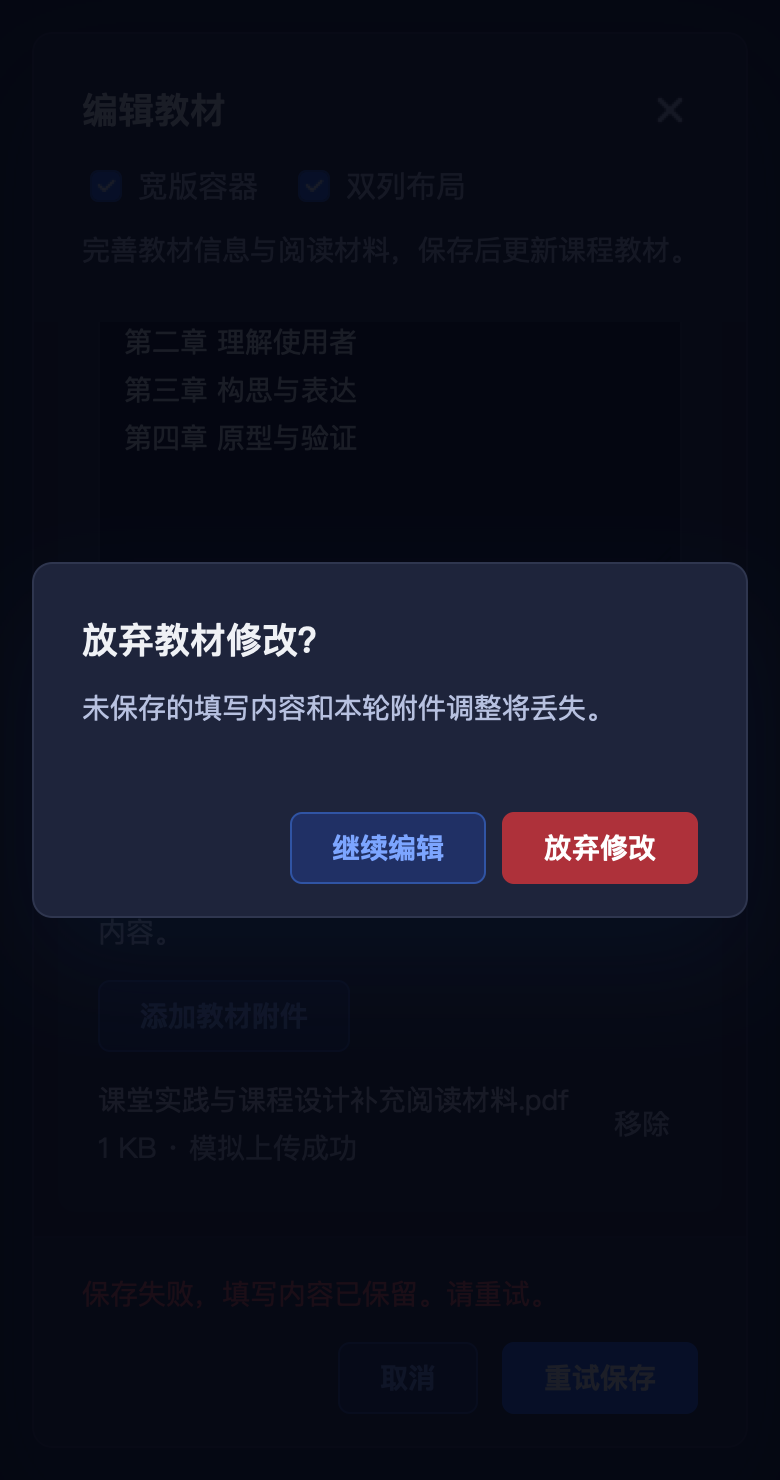 编辑教材
宽版容器
双列布局
完善教材信息与阅读材料，保存后更新课程教材。
第二章 理解使用者
第三章 构思与表达
第四章 原型与验证
放弃教材修改?
未保存的填写内容和本轮附件调整将丢失。
继续编辑
放弃修改
内容。
添加教材附件
课堂实践与课程设计补充阅读材料.pdf
移除
1 KB · 模拟上传成功
保存失败，填写内容已保留。请重试。
取消
重试保存